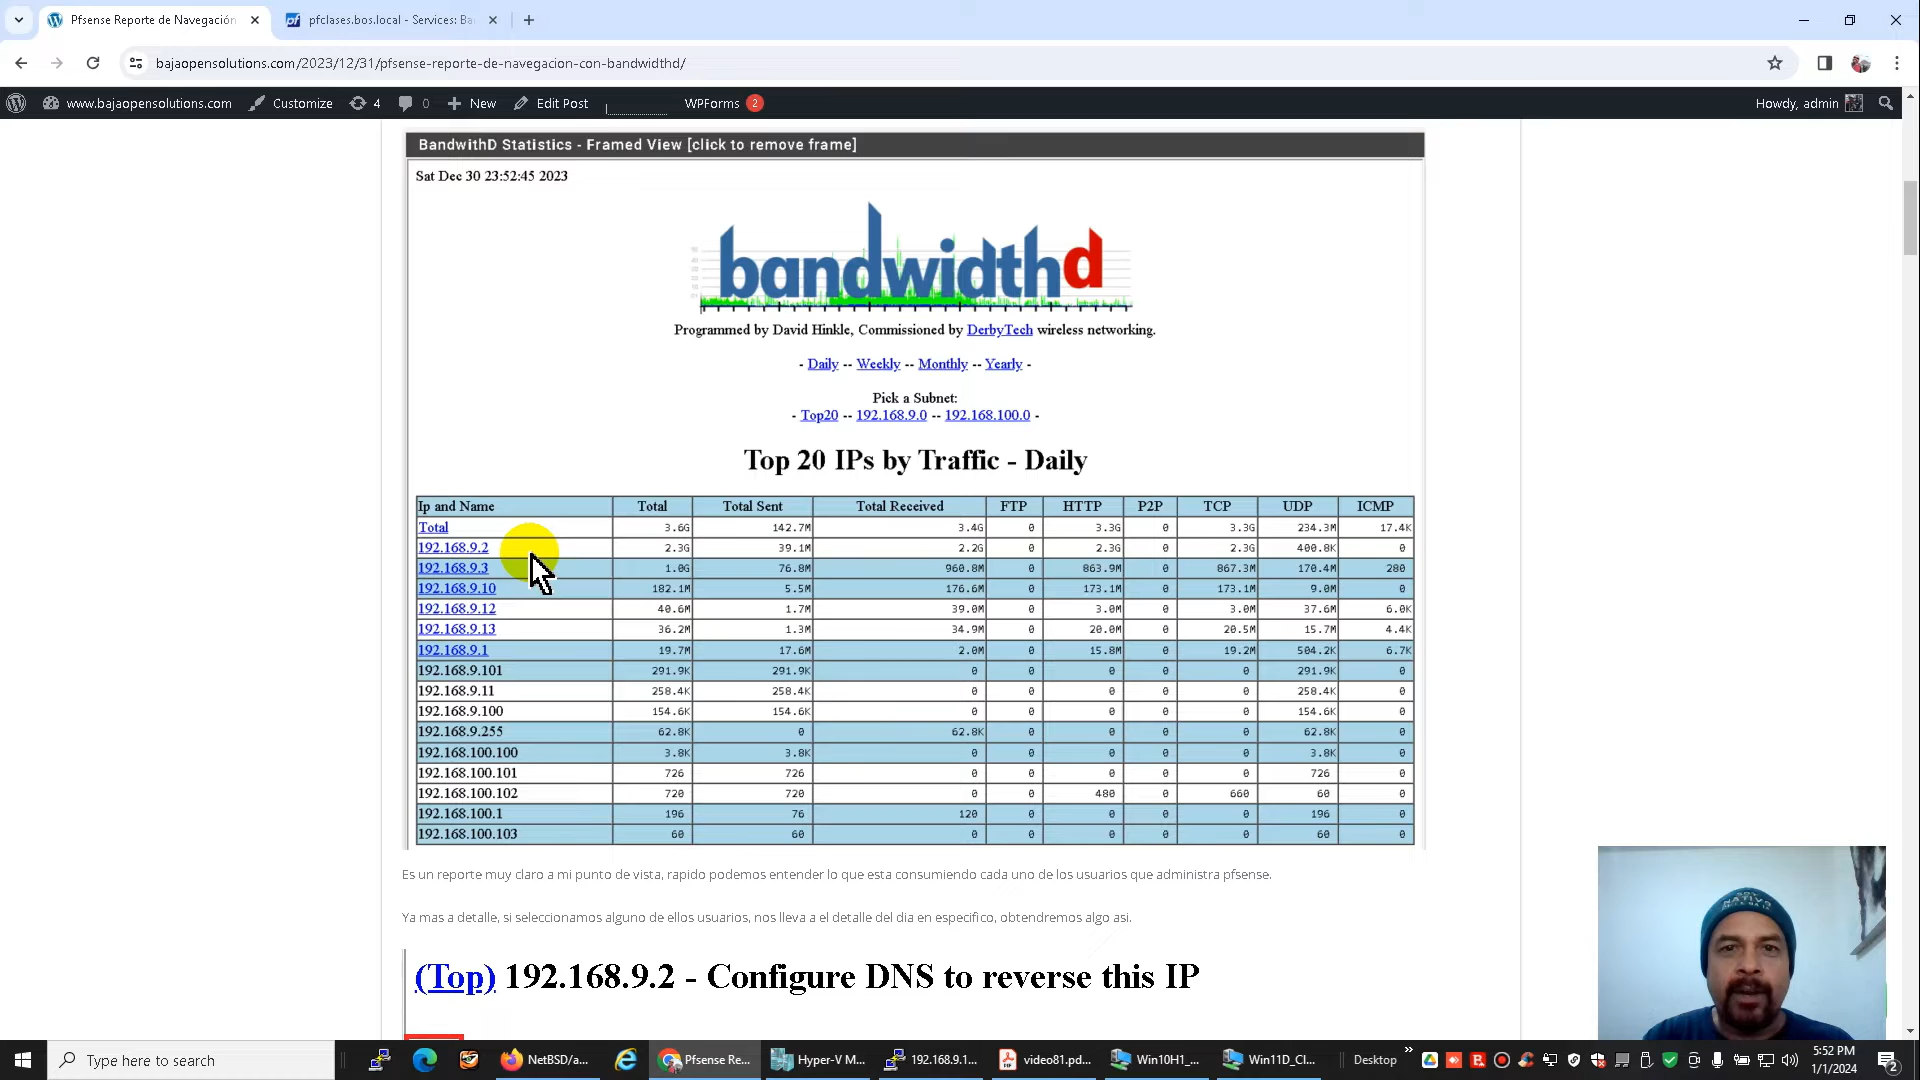 Pfsense Reporte de Navegación
pfclases.bos.local - Services: Ba
bajaopensolutions.com/2023/12/31/pfsense-reporte-de-navegacion-con-bandwidthd/
www.bajaopensolutions.com Customize 4 0 New Edit Post WPForms 2 Howdy, admin
BandwithD Statistics - Framed View [click to remove frame]
Sat Dec 30 23:52:45 2023
bandwidthd
Programmed by David Hinkle, Commissioned by DerbyTech wireless networking.
- Daily -- Weekly -- Monthly -- Yearly -
Pick a Subnet:
- Top20 -- 192.168.9.0 -- 192.168.100.0 -
Top 20 IPs by Traffic - Daily
Ip and Name Total Total Sent Total Received FTP HTTP P2P TCP UDP ICMP
Total 3.6G 142.7M 3.4G 0 3.3G 0 3.3G 234.3M 17.4K
192.168.9.2 2.3G 39.1M 2.2G 0 2.3G 0 2.3G 400.8K 0
192.168.9.3 1.0G 76.8M 960.8M 0 863.9M 0 867.3M 170.4M 280
192.168.9.10 182.1M 5.5M 176.6M 0 173.1M 0 173.1M 9.0M 0
192.168.9.12 40.6M 1.7M 39.0M 0 3.0M 0 3.0M 37.6M 6.0K
192.168.9.13 36.2M 1.3M 34.9M 0 20.0M 0 20.5M 15.7M 4.4K
192.168.9.1 19.7M 17.6M 2.0M 0 15.8M 0 19.2M 504.2K 6.7K
192.168.9.101 291.9K 291.9K 0 0 0 0 0 291.9K 0
192.168.9.11 258.4K 258.4K 0 0 0 0 0 258.4K 0
192.168.9.100 154.6K 154.6K 0 0 0 0 0 154.6K 0
192.168.9.255 62.8K 0 62.8K 0 0 0 0 62.8K 0
192.168.100.100 3.8K 3.8K 0 0 0 0 0 3.8K 0
192.168.100.101 726 726 0 0 0 0 0 726 0
192.168.100.102 720 720 0 0 480 0 660 60 0
192.168.100.1 196 76 120 0 0 0 0 196 0
192.168.100.103 60 60 0 0 0 0 0 60 0
Es un reporte muy claro a mi punto de vista, rapido podemos entender lo que esta consumiendo cada uno de los usuarios que administra pfsense.
Ya mas a detalle, si seleccionamos alguno de ellos usuarios, nos lleva a el detalle del dia en especifico, obtendremos algo asi.
(Top) 192.168.9.2 - Configure DNS to reverse this IP
Type here to search
NetBSD/a...
Pfsense Re...
Hyper-V M...
192.168.9.1...
video81.pd...
Win10H1_...
Win11D_Cl...
Desktop
5:52 PM
1/1/2024
2